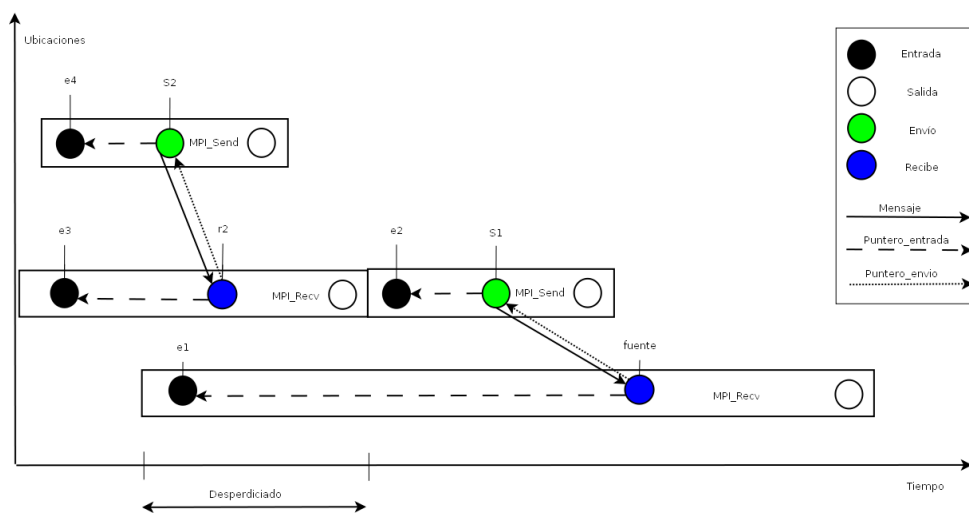 Ubicaciones
e4
S2
MPI_Send
e3
r2
MPI_Recv
e2
S1
MPI_Send
e1
fuente
MPI_Recv
Desperdiciado
Tiempo
Entrada
Salida
Envío
Recibe
Mensaje
Puntero_entrada
Puntero_envio